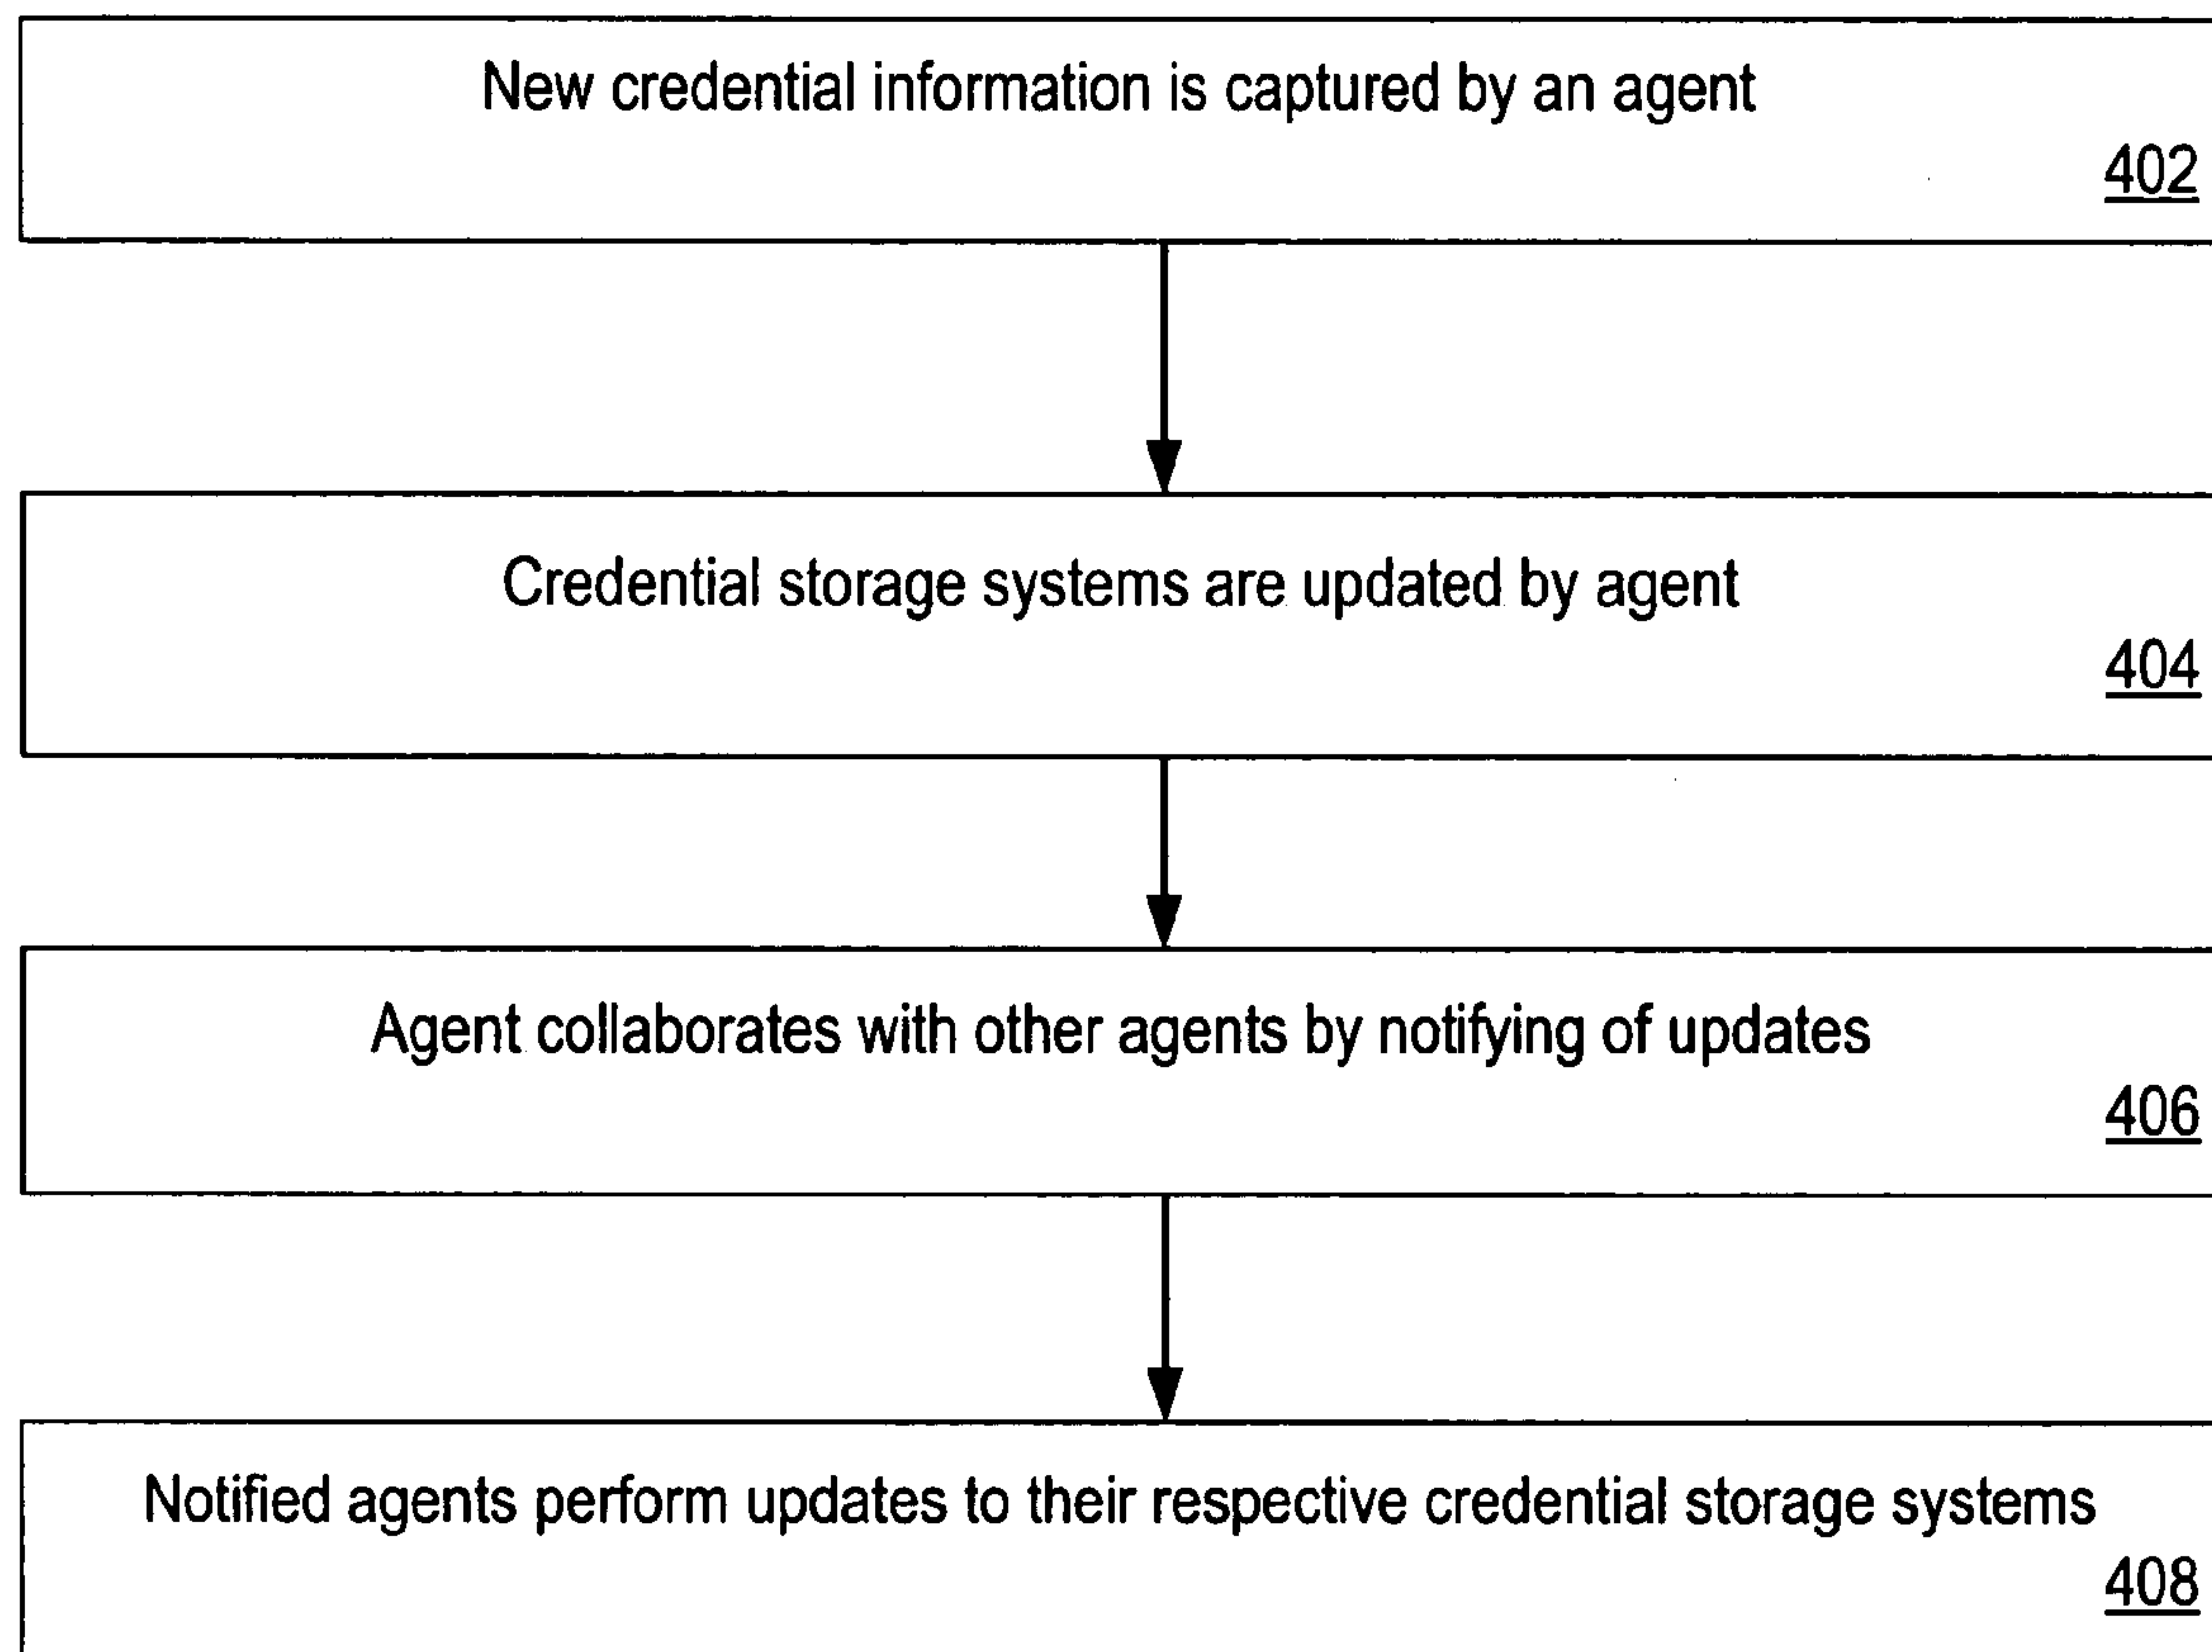 New credential information is captured by an agent
402
Credential storage systems are updated by agent
404
Agent collaborates with other agents by notifying of updates
406
Notified agents perform updates to their respective credential storage systems
408